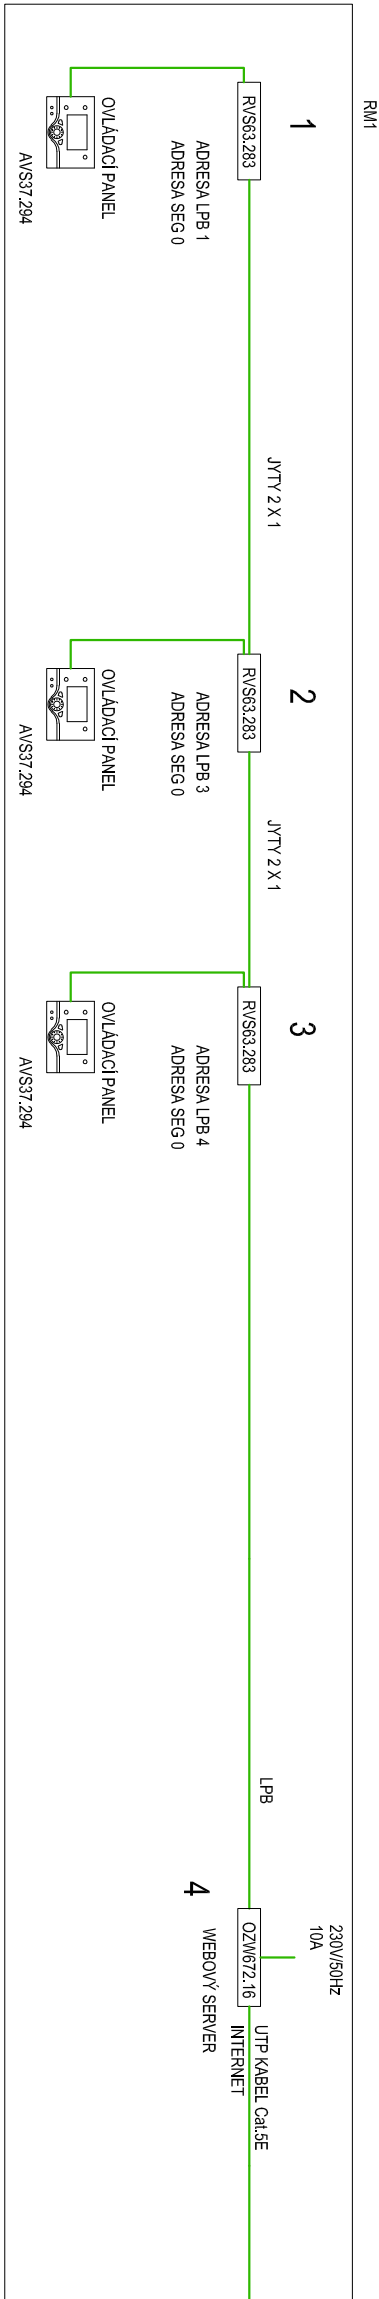 RM1
1
RVS63.283
ADRESA LPB 1
ADRESA SEG 0
OVLÁDACÍ PANEL
AVS37.294
JYTY 2 X 1
2
RVS63.283
ADRESA LPB 3
ADRESA SEG 0
OVLÁDACÍ PANEL
AVS37.294
JYTY 2 X 1
3
RVS63.283
ADRESA LPB 4
ADRESA SEG 0
OVLÁDACÍ PANEL
AVS37.294
LPB
4
230V/50Hz
10A
OZW672.16
WEBOVÝ SERVER
UTP KABEL Cat.5E
INTERNET